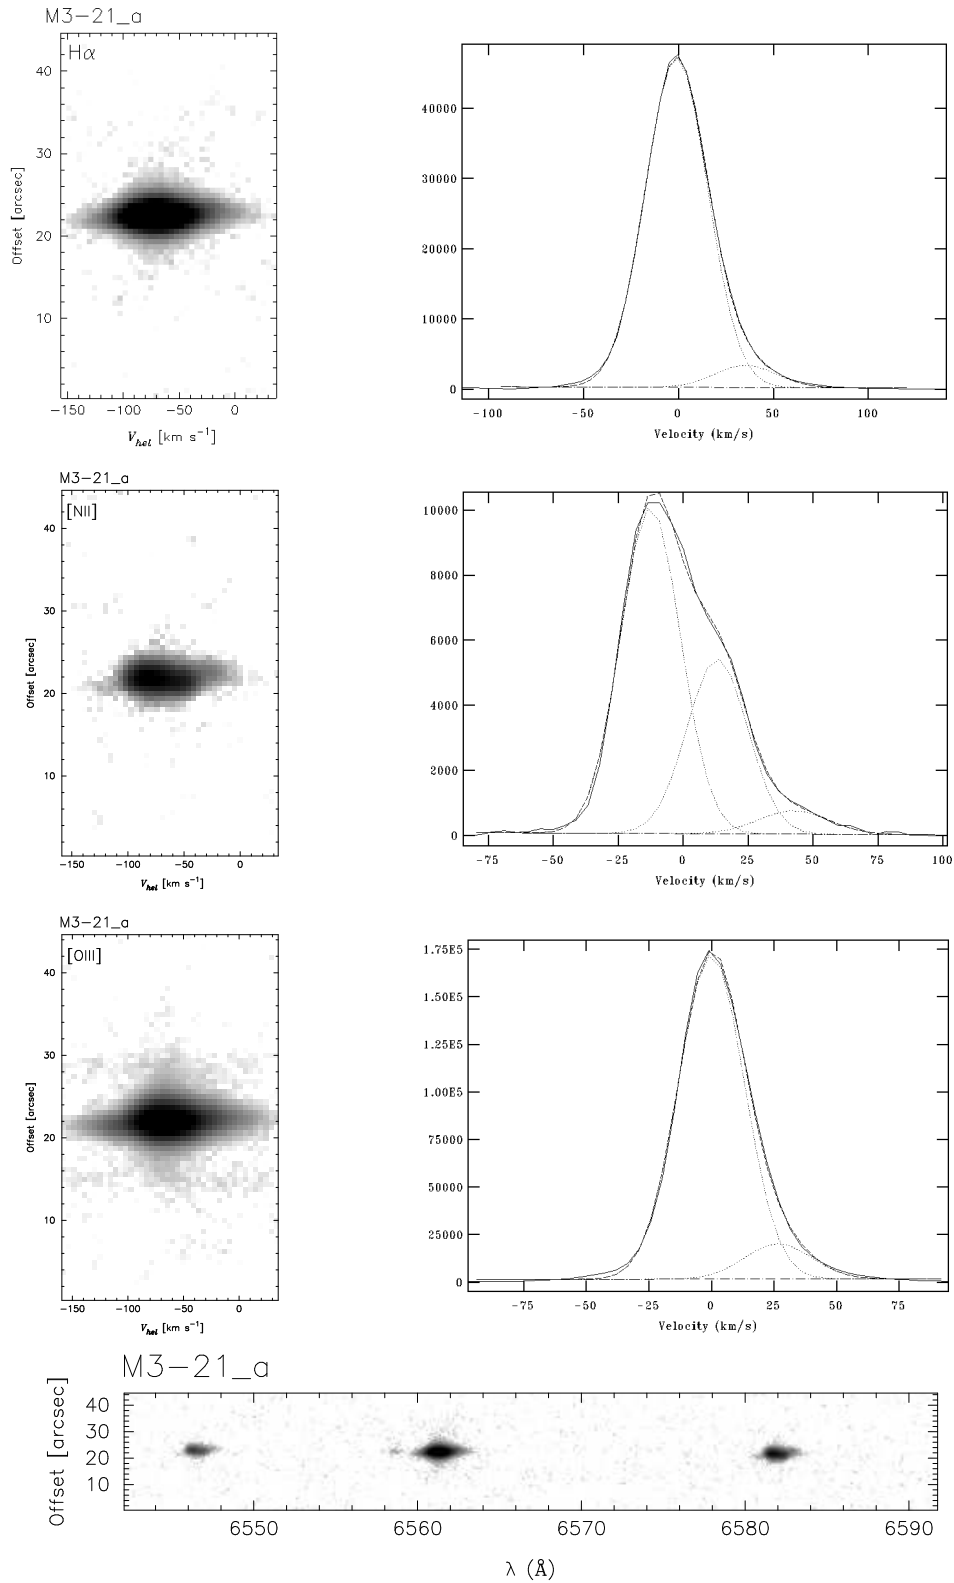 M3−21_a
Hα
40
30
20
10
Offset [arcsec]
−150 −100 −50 0
V_hel [km s⁻¹]
40000
30000
20000
10000
0
−100 −50 0 50 100
Velocity (km/s)
M3−21_a
[NII]
40
30
20
10
Offset [arcsec]
−150 −100 −50 0
V_hel [km s⁻¹]
10000
8000
6000
4000
2000
0
−75 −50 −25 0 25 50 75 100
Velocity (km/s)
M3−21_a
[OIII]
40
30
20
10
Offset [arcsec]
−150 −100 −50 0
V_hel [km s⁻¹]
1.75E5
1.50E5
1.25E5
1.00E5
75000
50000
25000
0
−75 −50 −25 0 25 50 75
Velocity (km/s)
M3−21_a
40
30
20
10
Offset [arcsec]
6550 6560 6570 6580 6590
λ (Å)